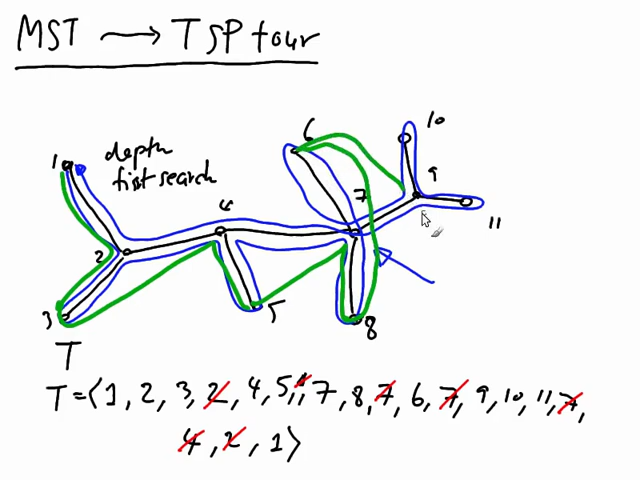 MST → TSP tour
depth
first search
1
2
3
4
5
6
7
8
9
10
11
T
T = ⟨1, 2, 3, 2, 4, 5, 4, 7, 8, 7, 6, 7, 9, 10, 11, 7,
4, 2, 1⟩